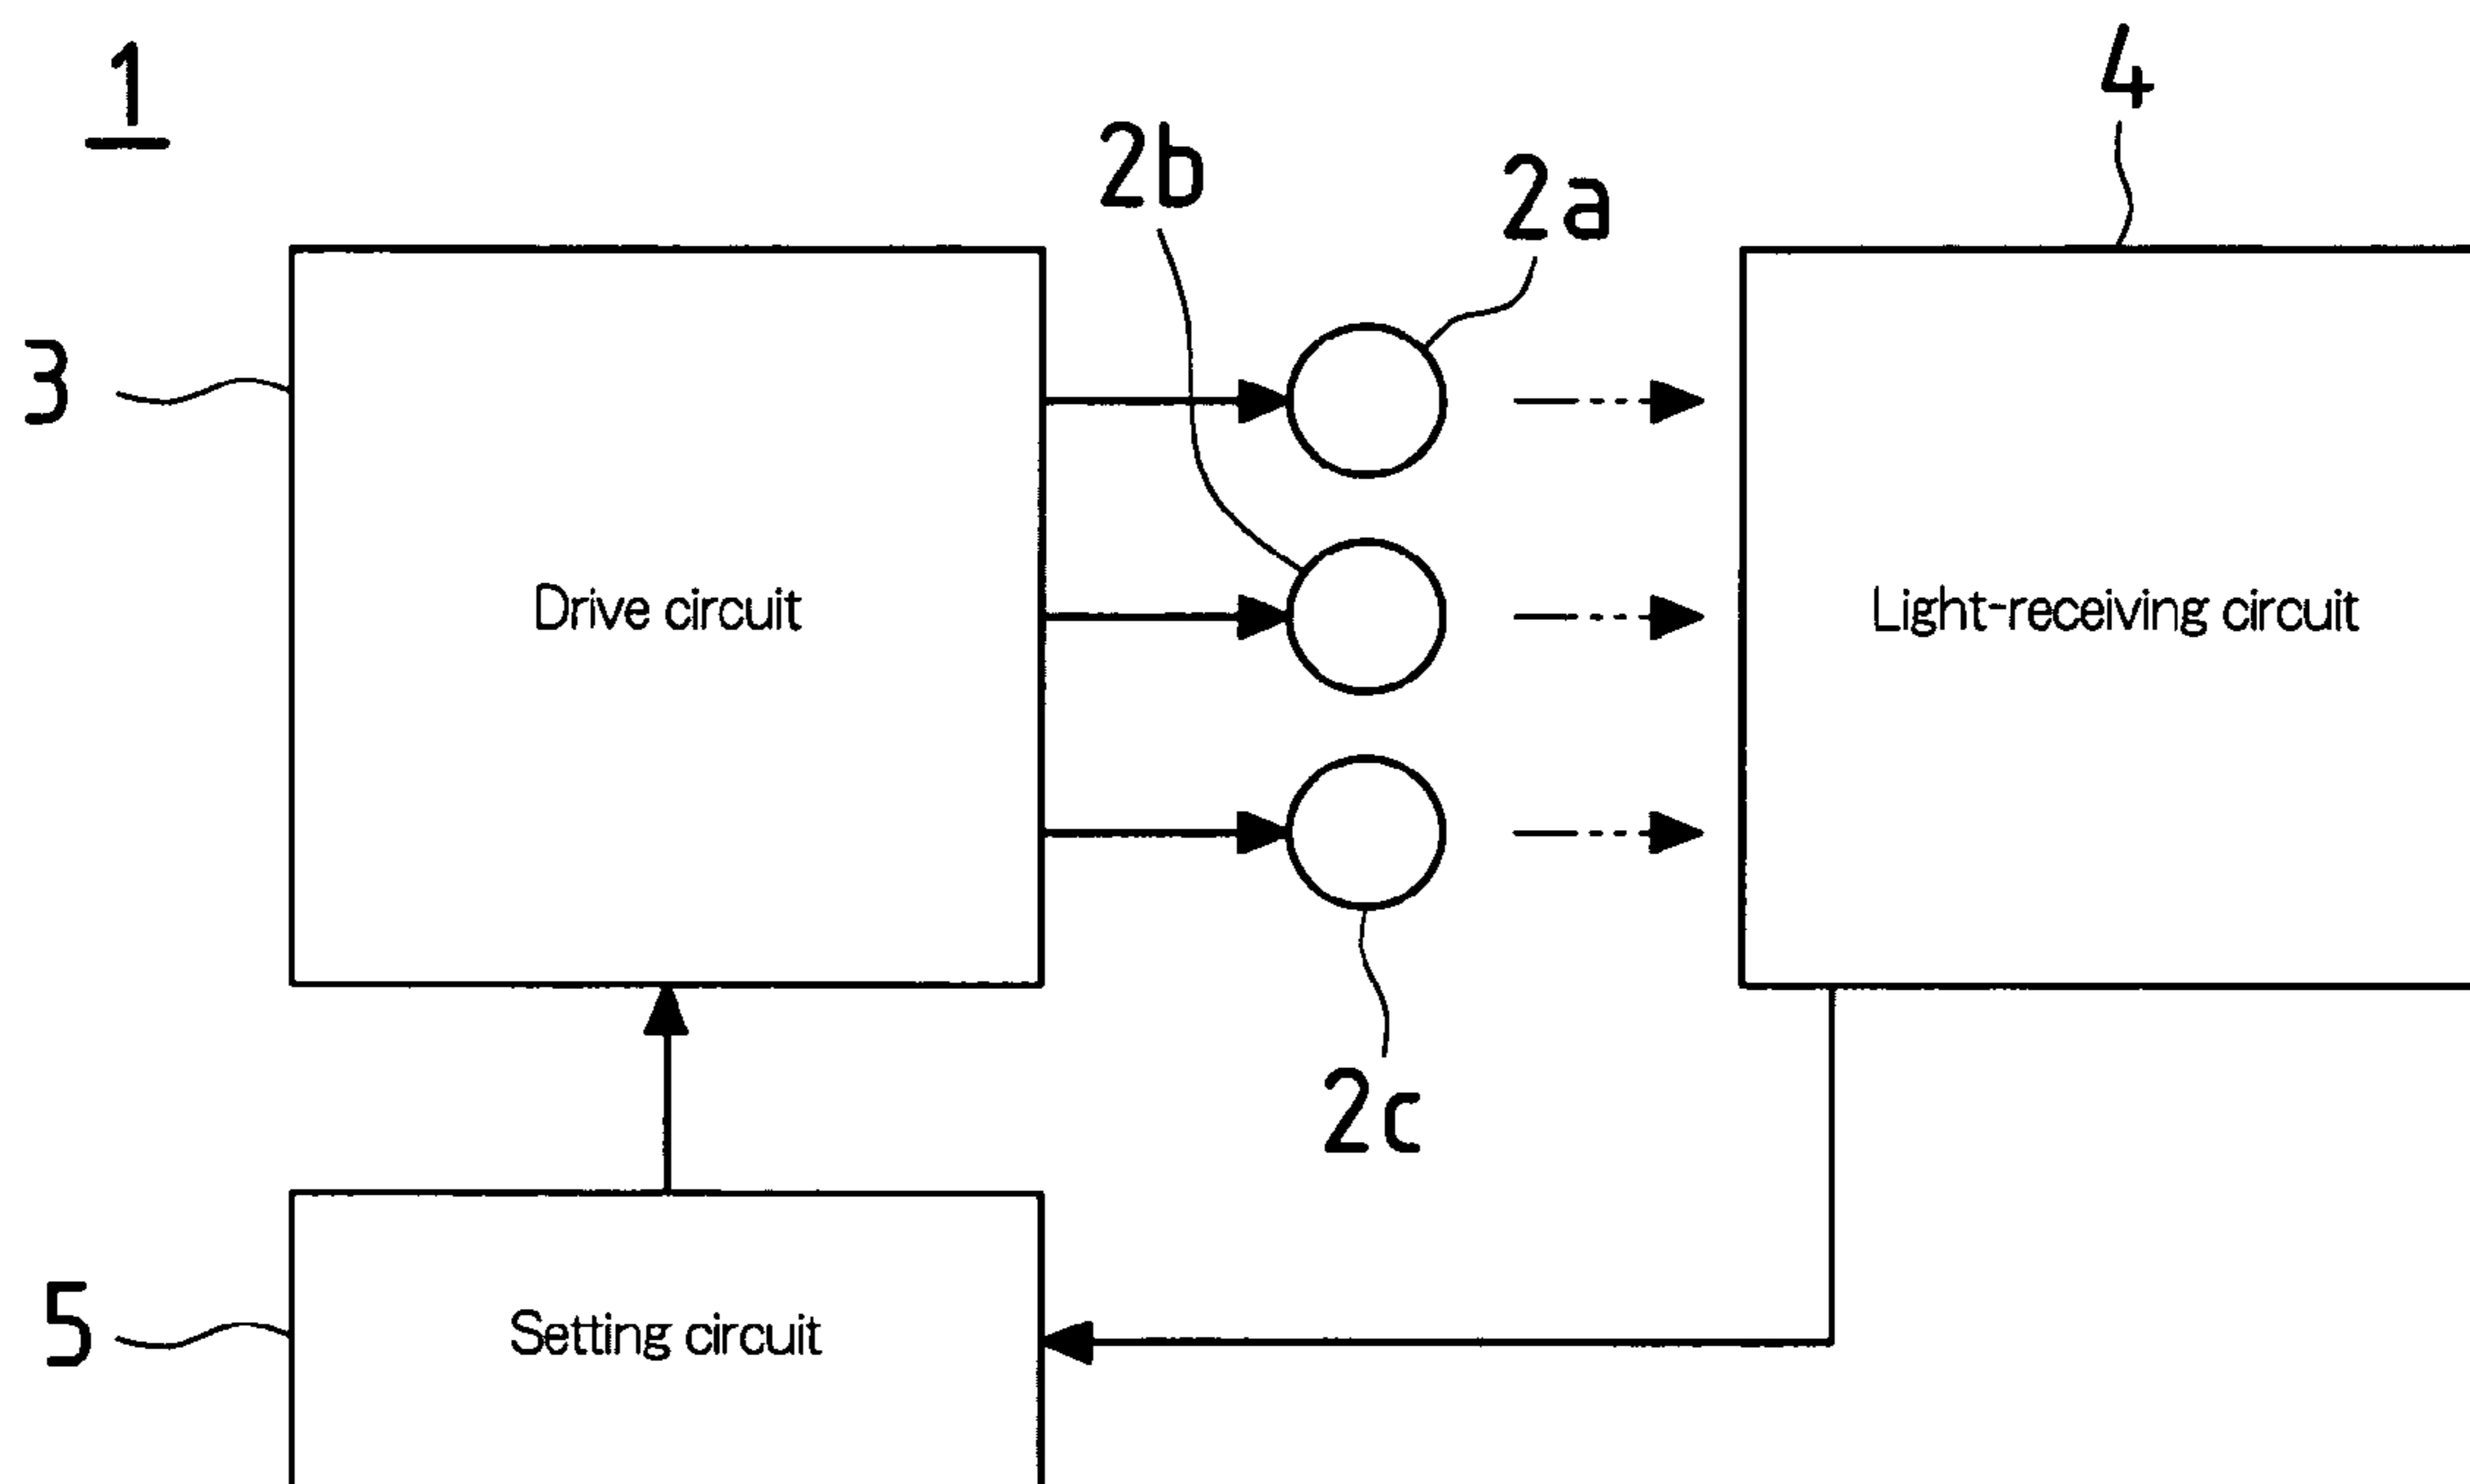 1
4
2b
2a
3
Drive circuit
Light-receiving circuit
2c
5
Setting circuit